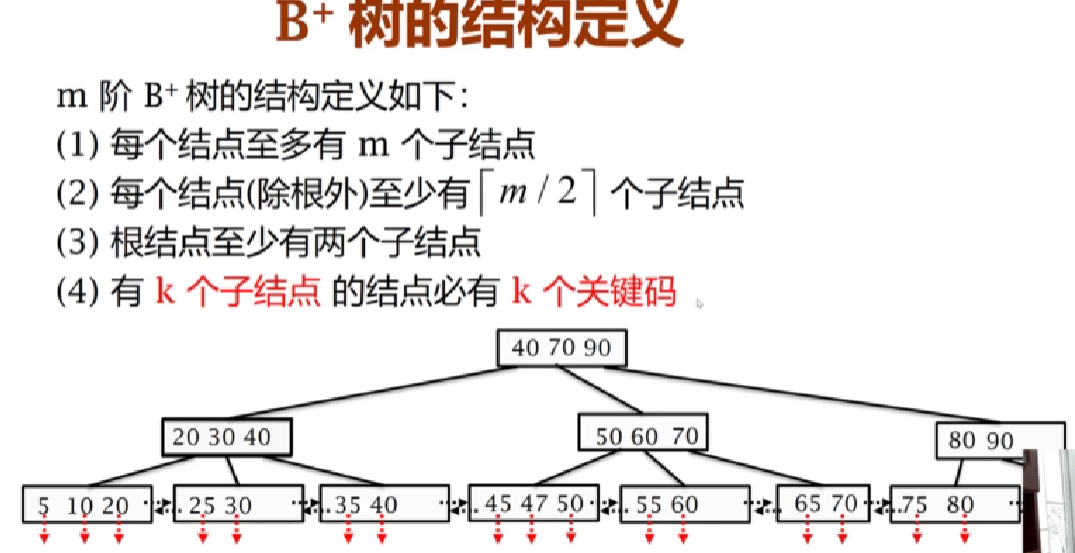 B⁺ 树的结构定义
m 阶 B⁺ 树的结构定义如下：
(1) 每个结点至多有 m 个子结点
(2) 每个结点(除根外)至少有⌈m / 2⌉ 个子结点
(3) 根结点至少有两个子结点
(4) 有 k 个子结点 的结点必有 k 个关键码
40 70 90
20 30 40
50 60 70
80 90
5 10 20
25 30
35 40
45 47 50
55 60
65 70
75 80